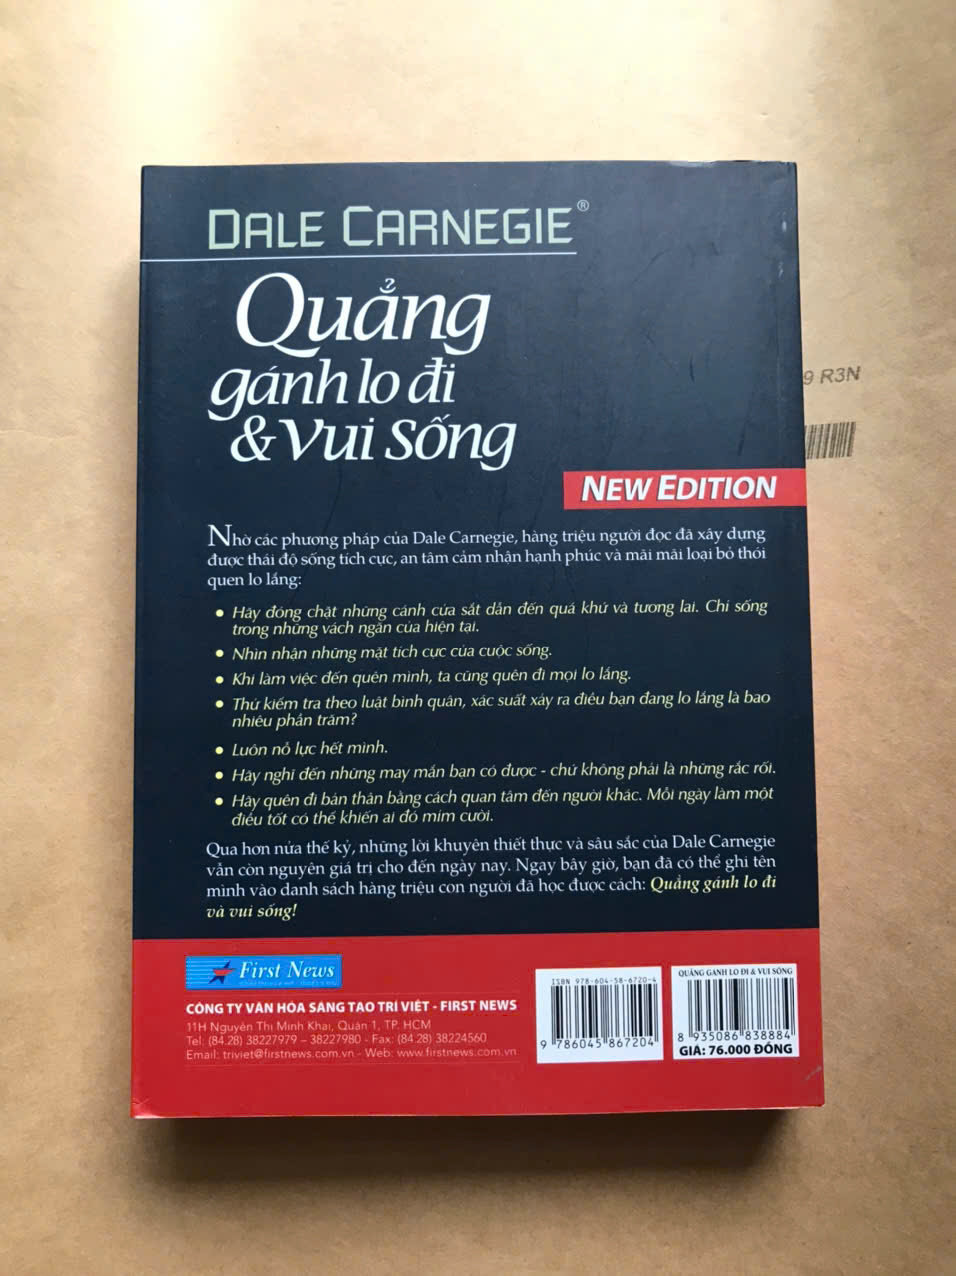 DALE CARNEGIE®
Quẳng
gánh lo đi
& Vui Sống
NEW EDITION
9 R3N
Nhờ các phương pháp của Dale Carnegie, hàng triệu người đọc đã xây dựng
được thái độ sống tích cực, an tâm cảm nhận hạnh phúc và mãi mãi loại bỏ thói
quen lo lắng:
• Hãy đóng chặt những cánh cửa sắt dẫn đến quá khứ và tương lai. Chỉ sống
trong những vách ngăn của hiện tại.
• Nhìn nhận những mặt tích cực của cuộc sống.
• Khi làm việc đến quên mình, ta cũng quên đi mọi lo lắng.
• Thử kiểm tra theo luật bình quân, xác suất xảy ra điều bạn đang lo lắng là bao
nhiêu phần trăm?
• Luôn nỗ lực hết mình.
• Hãy nghĩ đến những may mắn bạn có được - chứ không phải là những rắc rối.
• Hãy quên đi bản thân bằng cách quan tâm đến người khác. Mỗi ngày làm một
điều tốt có thể khiến ai đó mỉm cười.
Qua hơn nửa thế kỷ, những lời khuyên thiết thực và sâu sắc của Dale Carnegie
vẫn còn nguyên giá trị cho đến ngày nay. Ngay bây giờ, bạn đã có thể ghi tên
mình vào danh sách hàng triệu con người đã học được cách: Quẳng gánh lo đi
và vui sống!
First News
CÔNG TY VĂN HÓA SÁNG TẠO TRÍ VIỆT - FIRST NEWS
11H Nguyễn Thị Minh Khai, Quận 1, TP. HCM
Tel: (84.28) 38227979 – 38227980 - Fax: (84.28) 38224560
Email: triviet@firstnews.com.vn - Web: www.firstnews.com.vn
ISBN 978-604-58-6720-4
9 786045 867204
QUẲNG GÁNH LO ĐI & VUI SỐNG
8 935086 838884
GIÁ: 76.000 ĐỒNG